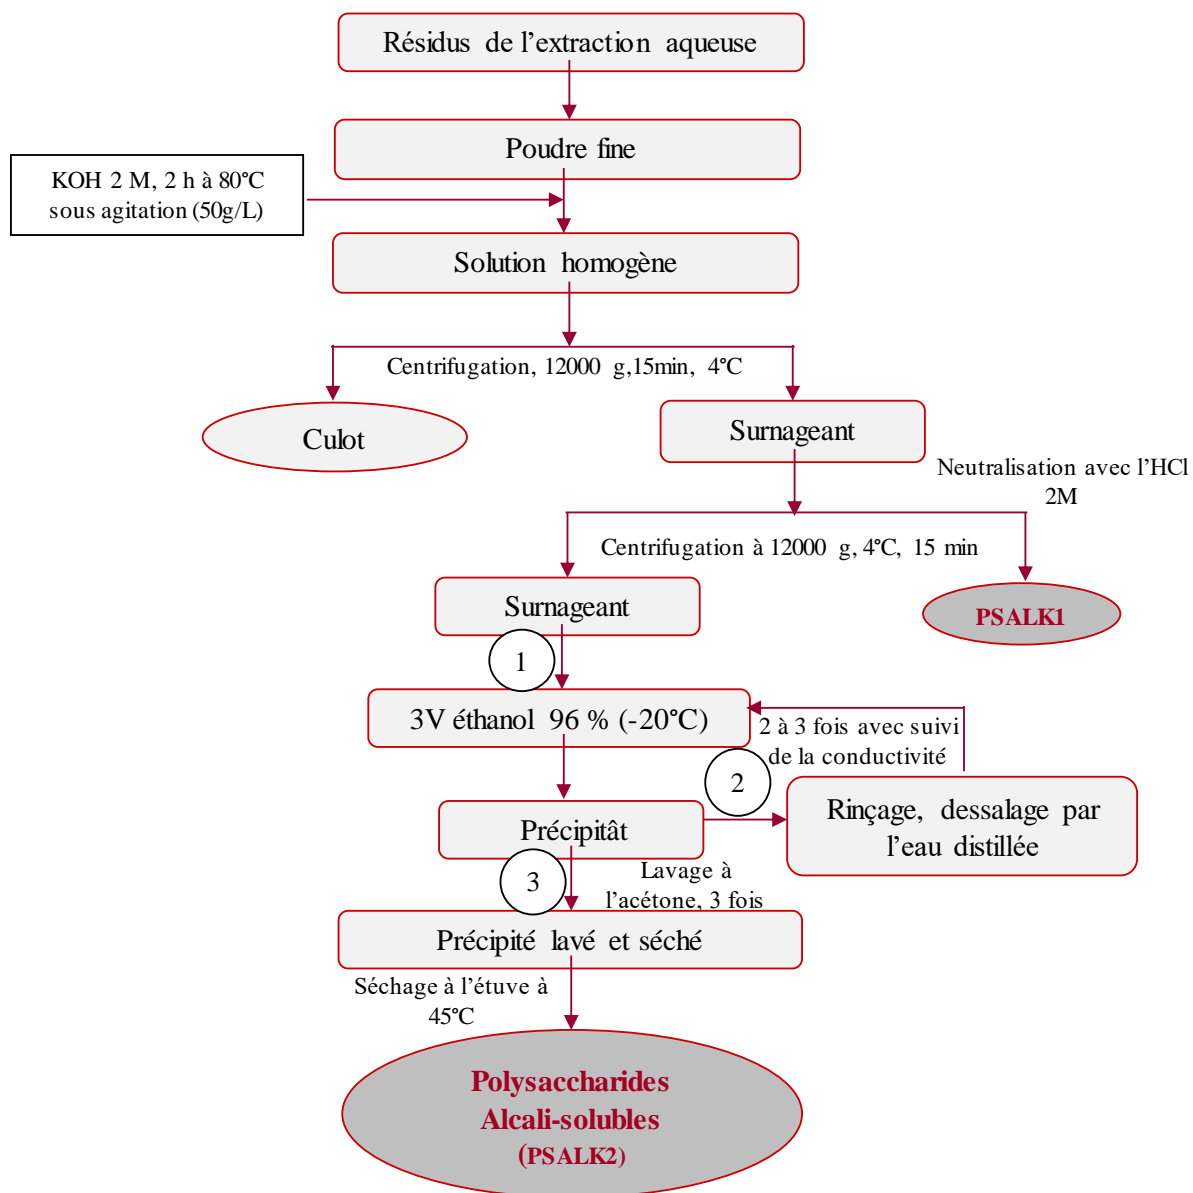 Résidus de l’extraction aqueuse
Poudre fine
KOH 2 M, 2 h à 80°C
sous agitation (50g/L)
Solution homogène
Centrifugation, 12000 g,15min, 4°C
Culot
Surnageant
Neutralisation avec l’HCl
2M
Centrifugation à 12000 g, 4°C, 15 min
Surnageant
PSALK1
1
3V éthanol 96 % (-20°C)
2 à 3 fois avec suivi
de la conductivité
2
Précipitât
Rinçage, dessalage par
l’eau distillée
3
Lavage à
l’acétone, 3 fois
Précipité lavé et séché
Séchage à l’étuve à
45°C
Polysaccharides
Alcali-solubles
(PSALK2)